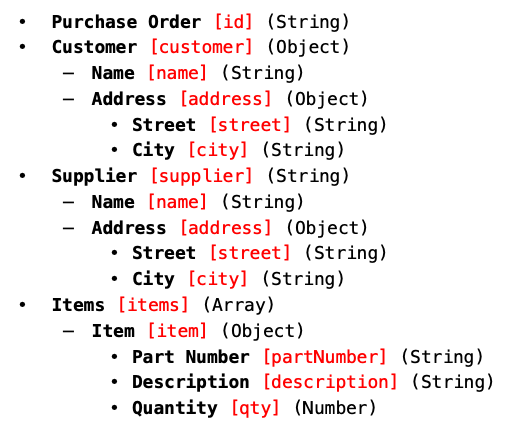 • Purchase Order [id] (String)
• Customer [customer] (Object)
– Name [name] (String)
– Address [address] (Object)
• Street [street] (String)
• City [city] (String)
• Supplier [supplier] (String)
– Name [name] (String)
– Address [address] (Object)
• Street [street] (String)
• City [city] (String)
• Items [items] (Array)
– Item [item] (Object)
• Part Number [partNumber] (String)
• Description [description] (String)
• Quantity [qty] (Number)